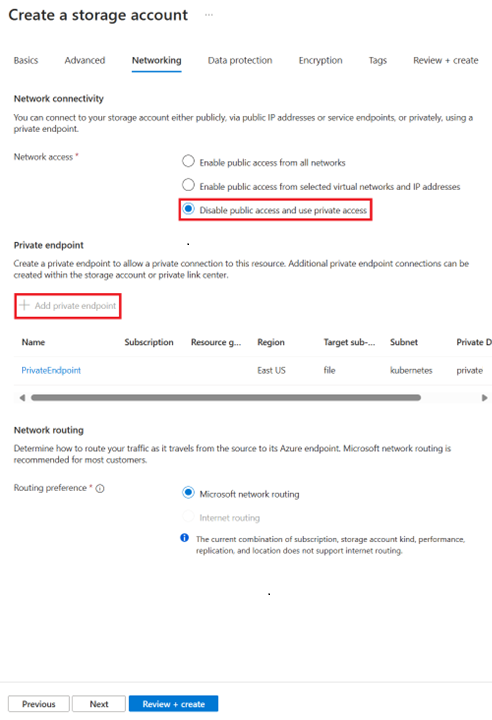 Create a storage account ...
Basics Advanced Networking Data protection Encryption Tags Review + create
Network connectivity
You can connect to your storage account either publicly, via public IP addresses or service endpoints, or privately, using a
private endpoint.
Network access *
Enable public access from all networks
Enable public access from selected virtual networks and IP addresses
Disable public access and use private access
Private endpoint
Create a private endpoint to allow a private connection to this resource. Additional private endpoint connections can be
created within the storage account or private link center.
+ Add private endpoint
Name Subscription Resource g... Region Target sub-... Subnet Private D
PrivateEndpoint East US file kubernetes private
Network routing
Determine how to route your traffic as it travels from the source to its Azure endpoint. Microsoft network routing is
recommended for most customers.
Routing preference *
Microsoft network routing
Internet routing
The current combination of subscription, storage account kind, performance,
replication, and location does not support internet routing.
Previous Next Review + create